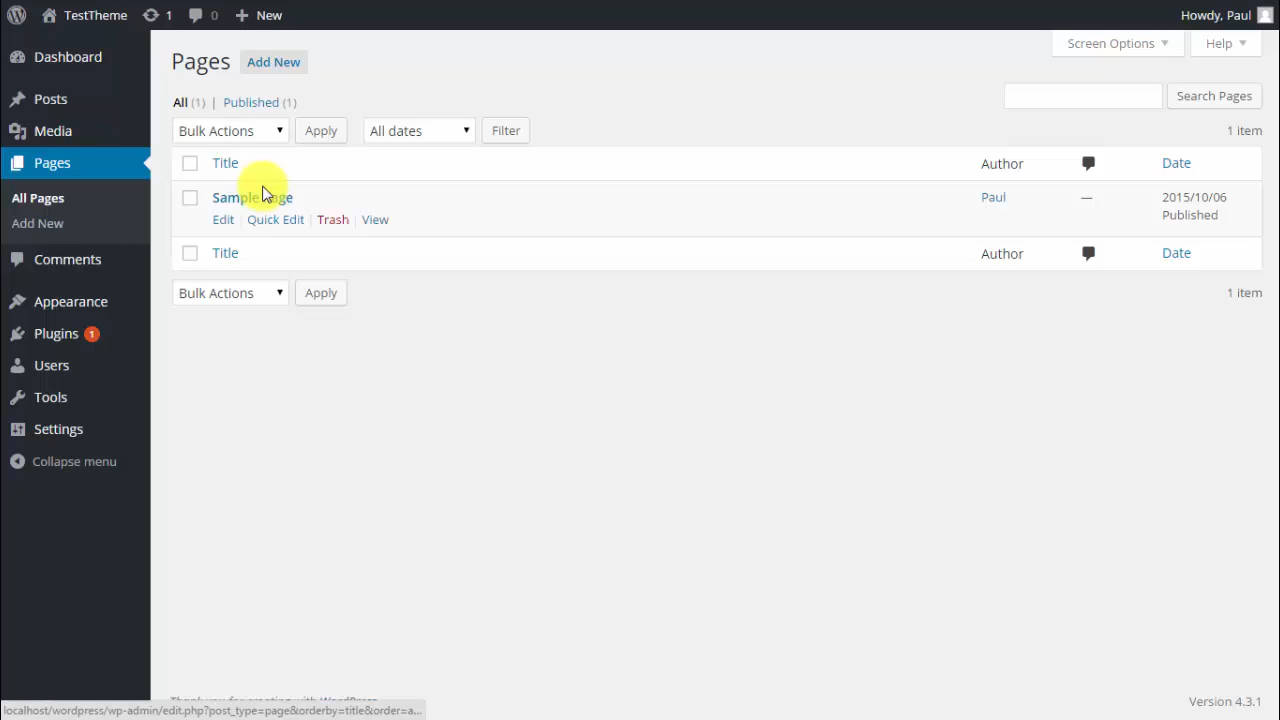 TestTheme 1 0 New Howdy, Paul
Dashboard
Posts
Media
Pages
All Pages
Add New
Comments
Appearance
Plugins 1
Users
Tools
Settings
Collapse menu
Screen Options Help
Pages Add New
All (1) | Published (1)
Search Pages
Bulk Actions Apply All dates Filter 1 item
Title Author Date
Sample Page Paul — 2015/10/06
Published
Edit | Quick Edit | Trash | View
Title Author Date
Bulk Actions Apply 1 item
Thank you for creating with WordPress
Version 4.3.1
localhost/wordpress/wp-admin/edit.php?post_type=page&orderby=title&order=a...